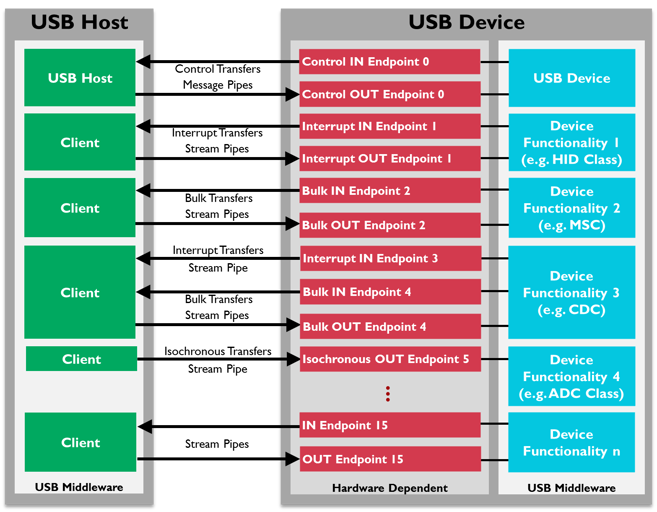 USB Host
USB Device
USB Host
Control Transfers
Message Pipes
Control IN Endpoint 0
Control OUT Endpoint 0
USB Device
Client
Interrupt Transfers
Stream Pipes
Interrupt IN Endpoint 1
Interrupt OUT Endpoint 1
Device
Functionality 1
(e.g. HID Class)
Client
Bulk Transfers
Stream Pipes
Bulk IN Endpoint 2
Bulk OUT Endpoint 2
Device
Functionality 2
(e.g. MSC)
Client
Interrupt Transfers
Stream Pipe
Bulk Transfers
Stream Pipes
Interrupt IN Endpoint 3
Bulk IN Endpoint 4
Bulk OUT Endpoint 4
Device
Functionality 3
(e.g. CDC)
Client
Isochronous Transfers
Stream Pipe
Isochronous OUT Endpoint 5
Device
Functionality 4
(e.g. ADC Class)
Client
Stream Pipes
IN Endpoint 15
OUT Endpoint 15
Device
Functionality n
USB Middleware
Hardware Dependent
USB Middleware